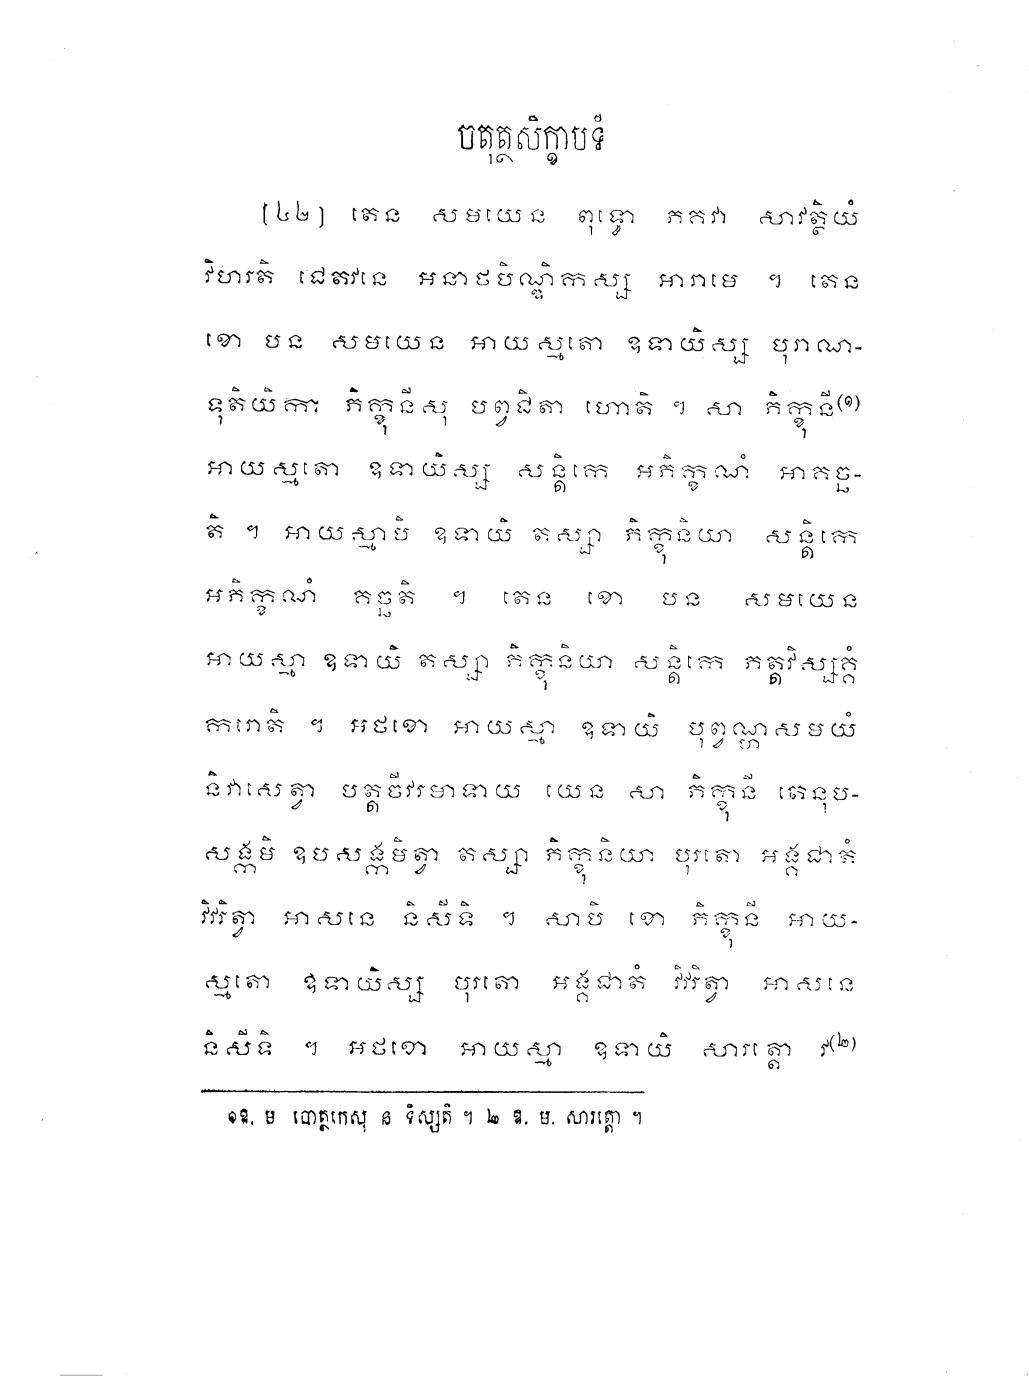 ចតុត្ថសិក្ខាបទំ
[៤២] តេន សមយេន ពុទ្ធោ ភគវា សាវត្ថិយំ
វិហរតិ ជេតវនេ អនាថបិណ្ឌិកស្ស អារាមេ ។ តេន
ខោ បន សមយេន អាយស្មតោ ឧទាយិស្ស បុរាណ-
ទុតិយិកា ភិក្ខុនីសុ បព្វជិតា ហោតិ ។ សា ភិក្ខុនី(១)
អាយស្មតោ ឧទាយិស្ស សន្តិកេ អភិក្ខណំ អាគច្ឆ-
តិ ។ អាយស្មាបិ ឧទាយិ តស្សា ភិក្ខុនិយា សន្តិកេ
អភិក្ខណំ គច្ឆតិ ។ តេន ខោ បន សមយេន
អាយស្មា ឧទាយិ តស្សា ភិក្ខុនិយា សន្តិកេ ភត្តវិស្សគ្គំ
ករោតិ ។ អថខោ អាយស្មា ឧទាយិ បុព្វណ្ហសមយំ
និវាសេត្វា បត្តចីវរមាទាយ យេន សា ភិក្ខុនី តេនុប-
សង្កមិ ឧបសង្កមិត្វា តស្សា ភិក្ខុនិយា បុរតោ អង្គជាតំ
វិវរិត្វា អាសនេ និសីទិ ។ សាបិ ខោ ភិក្ខុនី អាយ-
ស្មតោ ឧទាយិស្ស បុរតោ អង្គជាតំ វិវរិត្វា អាសនេ
និសីទិ ។ អថខោ អាយស្មា ឧទាយិ សារត្តោ វ(២)
១ ឱ. ម បោត្ថកេសុ ន ទិស្សតិ ។ ២ ឱ. ម. សារត្តោ ។